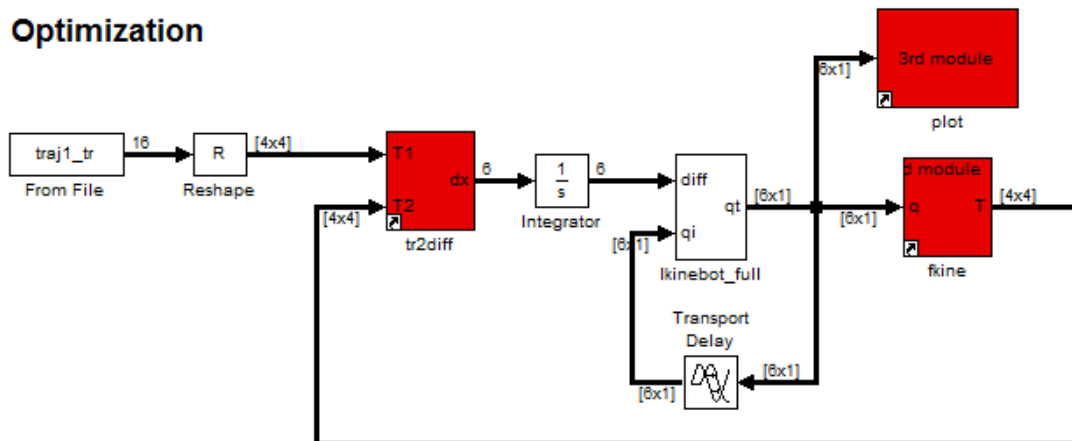 Optimization
3rd module
6x1]
plot
traj1_tr
16
From File
R
[4x4]
Reshape
T1
dx
T2
[4x4]
tr2diff
6
1
s
Integrator
6
diff
qt
qi
[6x1]
[6x1]
Ikinebot_full
[6x1]
d module
q
T
fkine
[4x4]
Transport
Delay
[6x1]
[6x1]